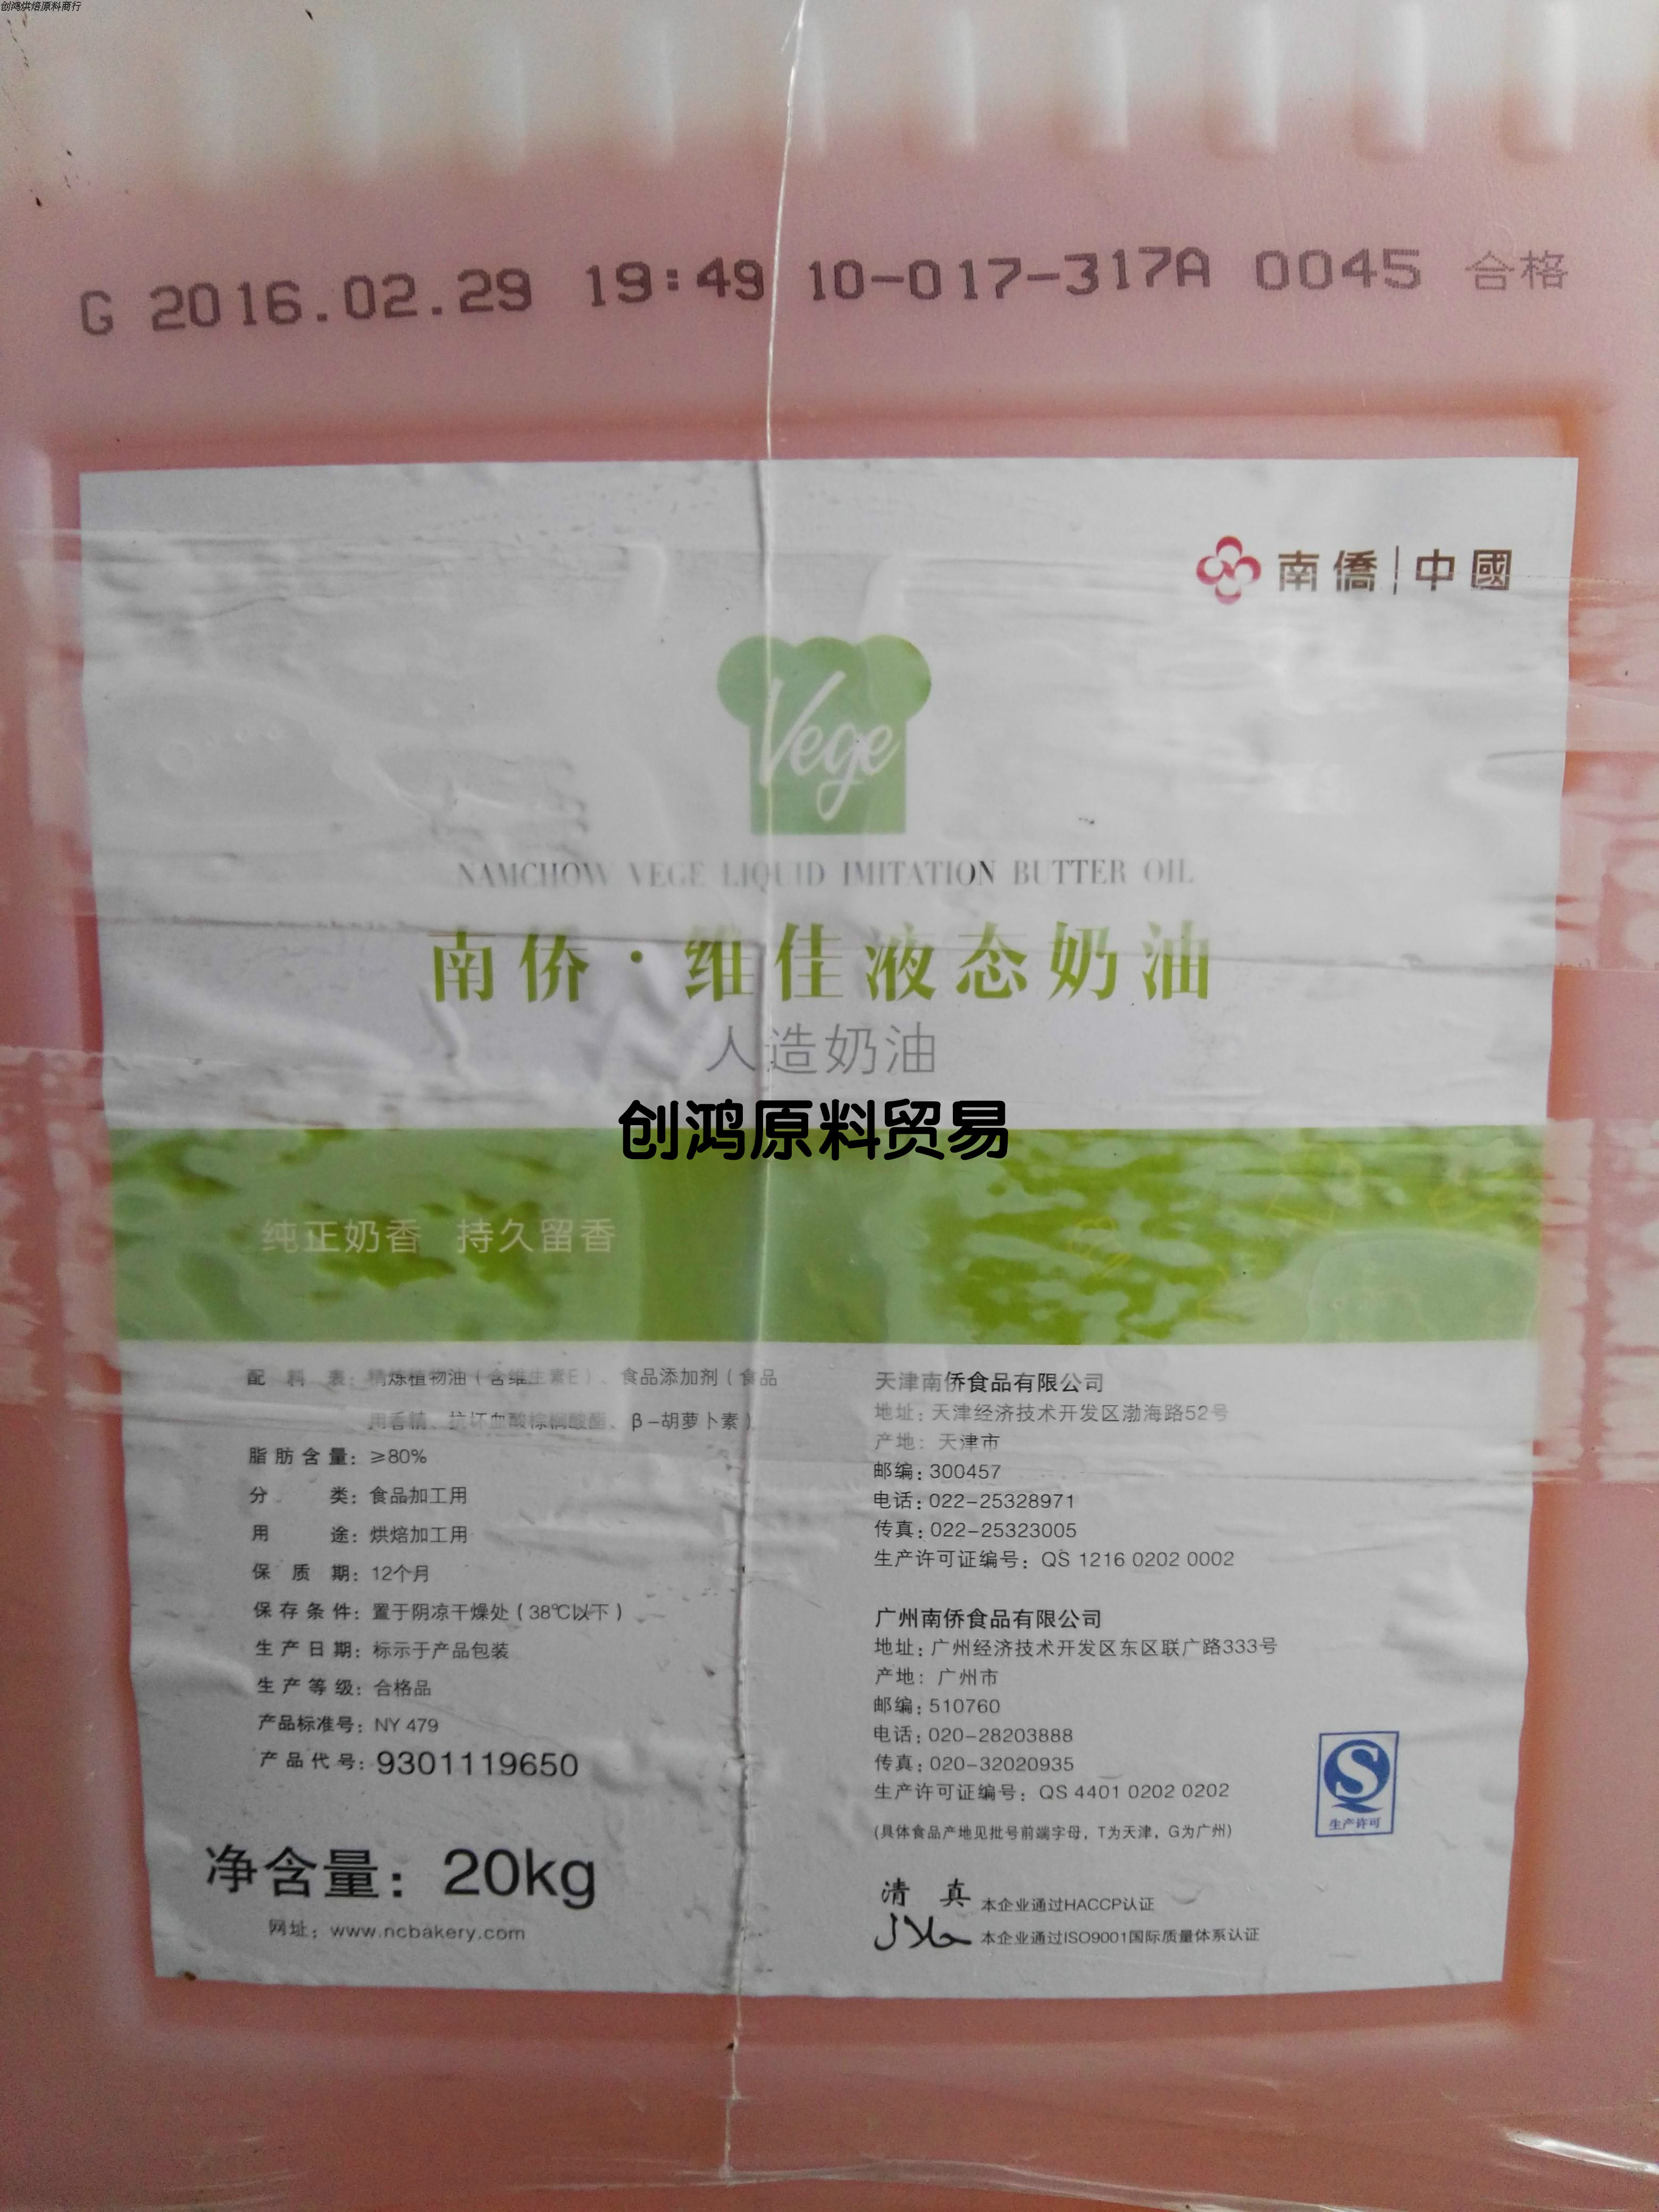 创鸿烘焙原料商行
G 2016.02.29 19:49 10-017-317A 0045 合格
南僑|中國
Vege
NAMCHOW VEGE LIQUID IMITATION BUTTER OIL
南侨·维佳液态奶油
人造奶油
创鸿原料贸易
纯正奶香 持久留香
配料表：精炼植物油（含维生素E）、食品添加剂（食品
用香精、抗坏血酸棕榈酸酯、β-胡萝卜素）
脂肪含量：≥80%
分类：食品加工用
用途：烘焙加工用
保质期：12个月
保存条件：置于阴凉干燥处（38℃以下）
生产日期：标示于产品包装
生产等级：合格品
产品标准号：NY 479
产品代号：9301119650
净含量：20kg
网址：www.ncbakery.com
天津南侨食品有限公司
地址：天津经济技术开发区渤海路52号
产地：天津市
邮编：300457
电话：022-25328971
传真：022-25323005
生产许可证编号：QS 1216 0202 0002
广州南侨食品有限公司
地址：广州经济技术开发区东区联广路333号
产地：广州市
邮编：510760
电话：020-28203888
传真：020-32020935
生产许可证编号：QS 4401 0202 0202
(具体食品产地见批号前端字母，T为天津，G为广州)
生产许可
清真 本企业通过HACCP认证
حلال 本企业通过ISO9001国际质量体系认证